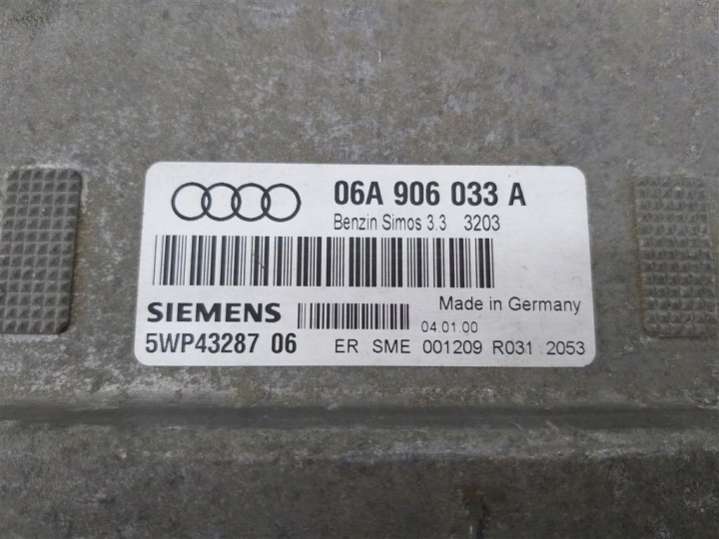 06A 906 033 A
Benzin Simos 3.3 3203
Made in Germany
SIEMENS
04.01.00
5WP43287 06 ER SME 001209 R031 2053